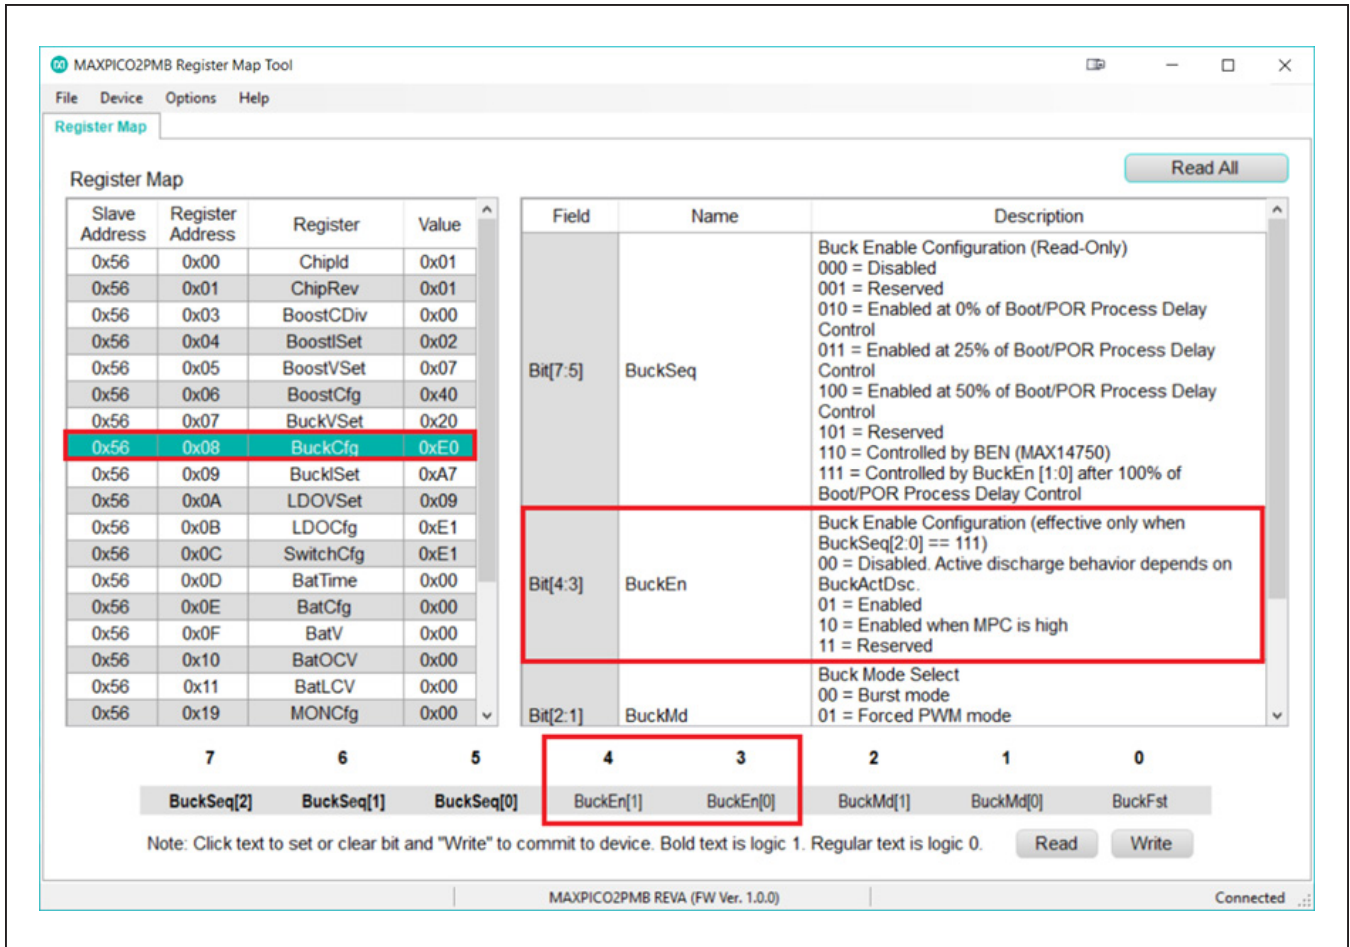 MAXPICO2PMB Register Map Tool
File Device Options Help
Register Map
Read All
Register Map
Slave Address Register Address Register Value
0x56 0x00 ChipId 0x01
0x56 0x01 ChipRev 0x01
0x56 0x03 BoostCDiv 0x00
0x56 0x04 BoostISet 0x02
0x56 0x05 BoostVSet 0x07
0x56 0x06 BoostCfg 0x40
0x56 0x07 BuckVSet 0x20
0x56 0x08 BuckCfg 0xE0
0x56 0x09 BuckISet 0xA7
0x56 0x0A LDOVSet 0x09
0x56 0x0B LDOCfg 0xE1
0x56 0x0C SwitchCfg 0xE1
0x56 0x0D BatTime 0x00
0x56 0x0E BatCfg 0x00
0x56 0x0F BatV 0x00
0x56 0x10 BatOCV 0x00
0x56 0x11 BatLCV 0x00
0x56 0x19 MONCfg 0x00
Field Name Description
Bit[7:5] BuckSeq
Buck Enable Configuration (Read-Only)
000 = Disabled
001 = Reserved
010 = Enabled at 0% of Boot/POR Process Delay
Control
011 = Enabled at 25% of Boot/POR Process Delay
Control
100 = Enabled at 50% of Boot/POR Process Delay
Control
101 = Reserved
110 = Controlled by BEN (MAX14750)
111 = Controlled by BuckEn [1:0] after 100% of
Boot/POR Process Delay Control
Bit[4:3] BuckEn
Buck Enable Configuration (effective only when
BuckSeq[2:0] == 111)
00 = Disabled. Active discharge behavior depends on
BuckActDsc.
01 = Enabled
10 = Enabled when MPC is high
11 = Reserved
Bit[2:1] BuckMd
Buck Mode Select
00 = Burst mode
01 = Forced PWM mode
7 6 5 4 3 2 1 0
BuckSeq[2] BuckSeq[1] BuckSeq[0] BuckEn[1] BuckEn[0] BuckMd[1] BuckMd[0] BuckFst
Note: Click text to set or clear bit and "Write" to commit to device. Bold text is logic 1. Regular text is logic 0.
Read Write
MAXPICO2PMB REVA (FW Ver. 1.0.0) Connected